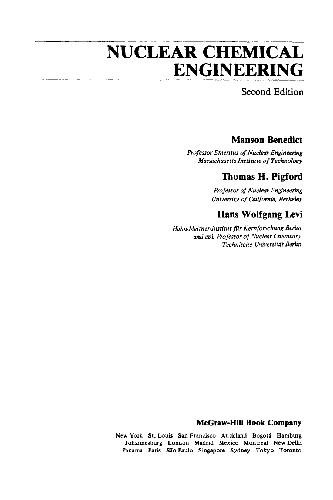 NUCLEAR CHEMICAL
ENGINEERING
Second Edition
Manson Benedict
Professor Emeritus of Nuclear Engineering
Massachusetts Institute of Technology
Thomas H. Pigford
Professor of Nuclear Engineering
University of California, Berkeley
Hans Wolfgang Levi
Hahn-Meitner-Institut für Kernforschung Berlin
and apl. Professor of Nuclear Chemistry
Technische Universität Berlin
McGraw-Hill Book Company
New York St. Louis San Francisco Auckland Bogotá Hamburg
Johannesburg London Madrid Mexico Montreal New Delhi
Panama Paris São Paulo Singapore Sydney Tokyo Toronto